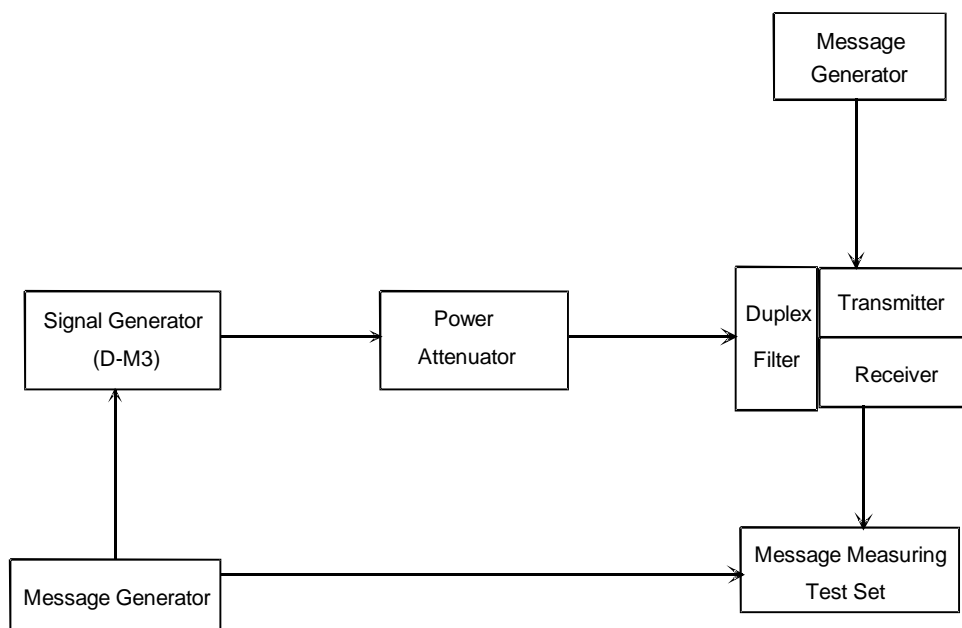 Message
Generator
Signal Generator
(D-M3)
Power
Attenuator
Duplex
Filter
Transmitter
Receiver
Message Generator
Message Measuring
Test Set